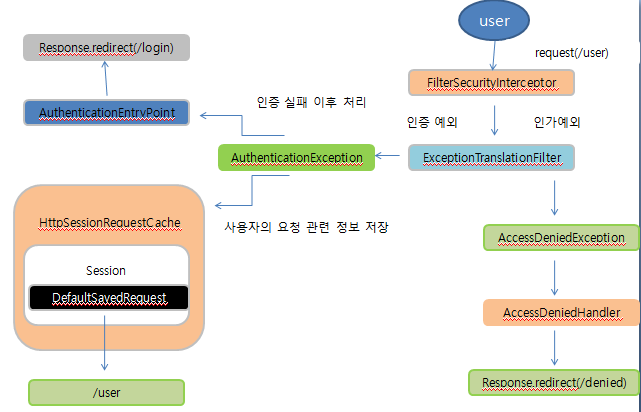 user
request(/user)
FilterSecurityInterceptor
인증 예외
인가예외
ExceptionTranslationFilter
AuthenticationException
인증 실패 이후 처리
AuthenticationEntryPoint
Response.redirect(/login)
사용자의 요청 관련 정보 저장
HttpSessionRequestCache
Session
DefaultSavedRequest
/user
AccessDeniedException
AccessDeniedHandler
Response.redirect(/denied)